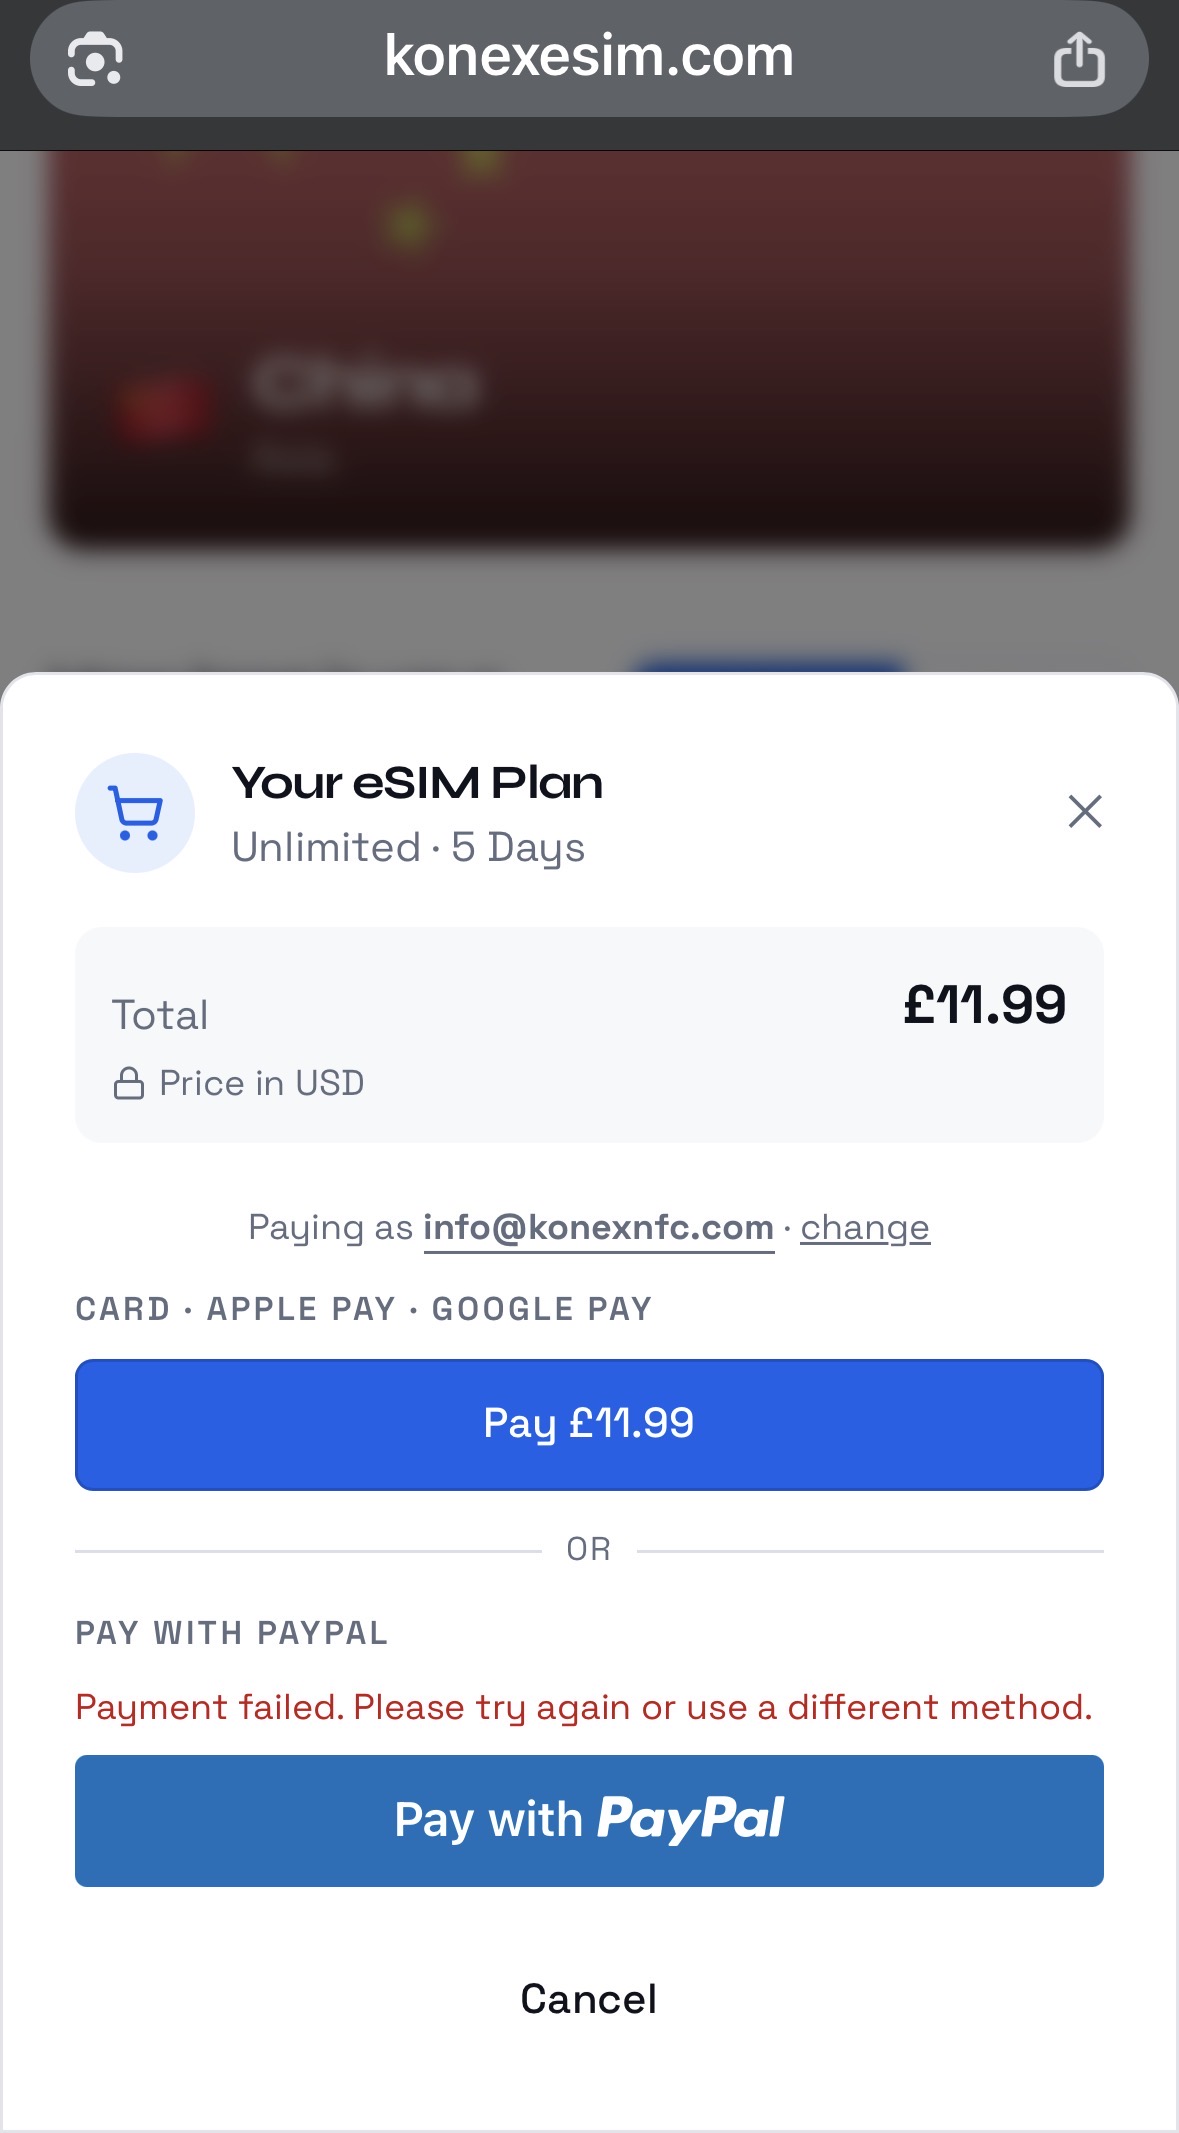 konexesim.com
China
Your eSIM Plan
Unlimited · 5 Days
Total
£11.99
Price in USD
Paying as info@konexnfc.com · change
CARD · APPLE PAY · GOOGLE PAY
Pay £11.99
OR
PAY WITH PAYPAL
Payment failed. Please try again or use a different method.
Pay with PayPal
Cancel